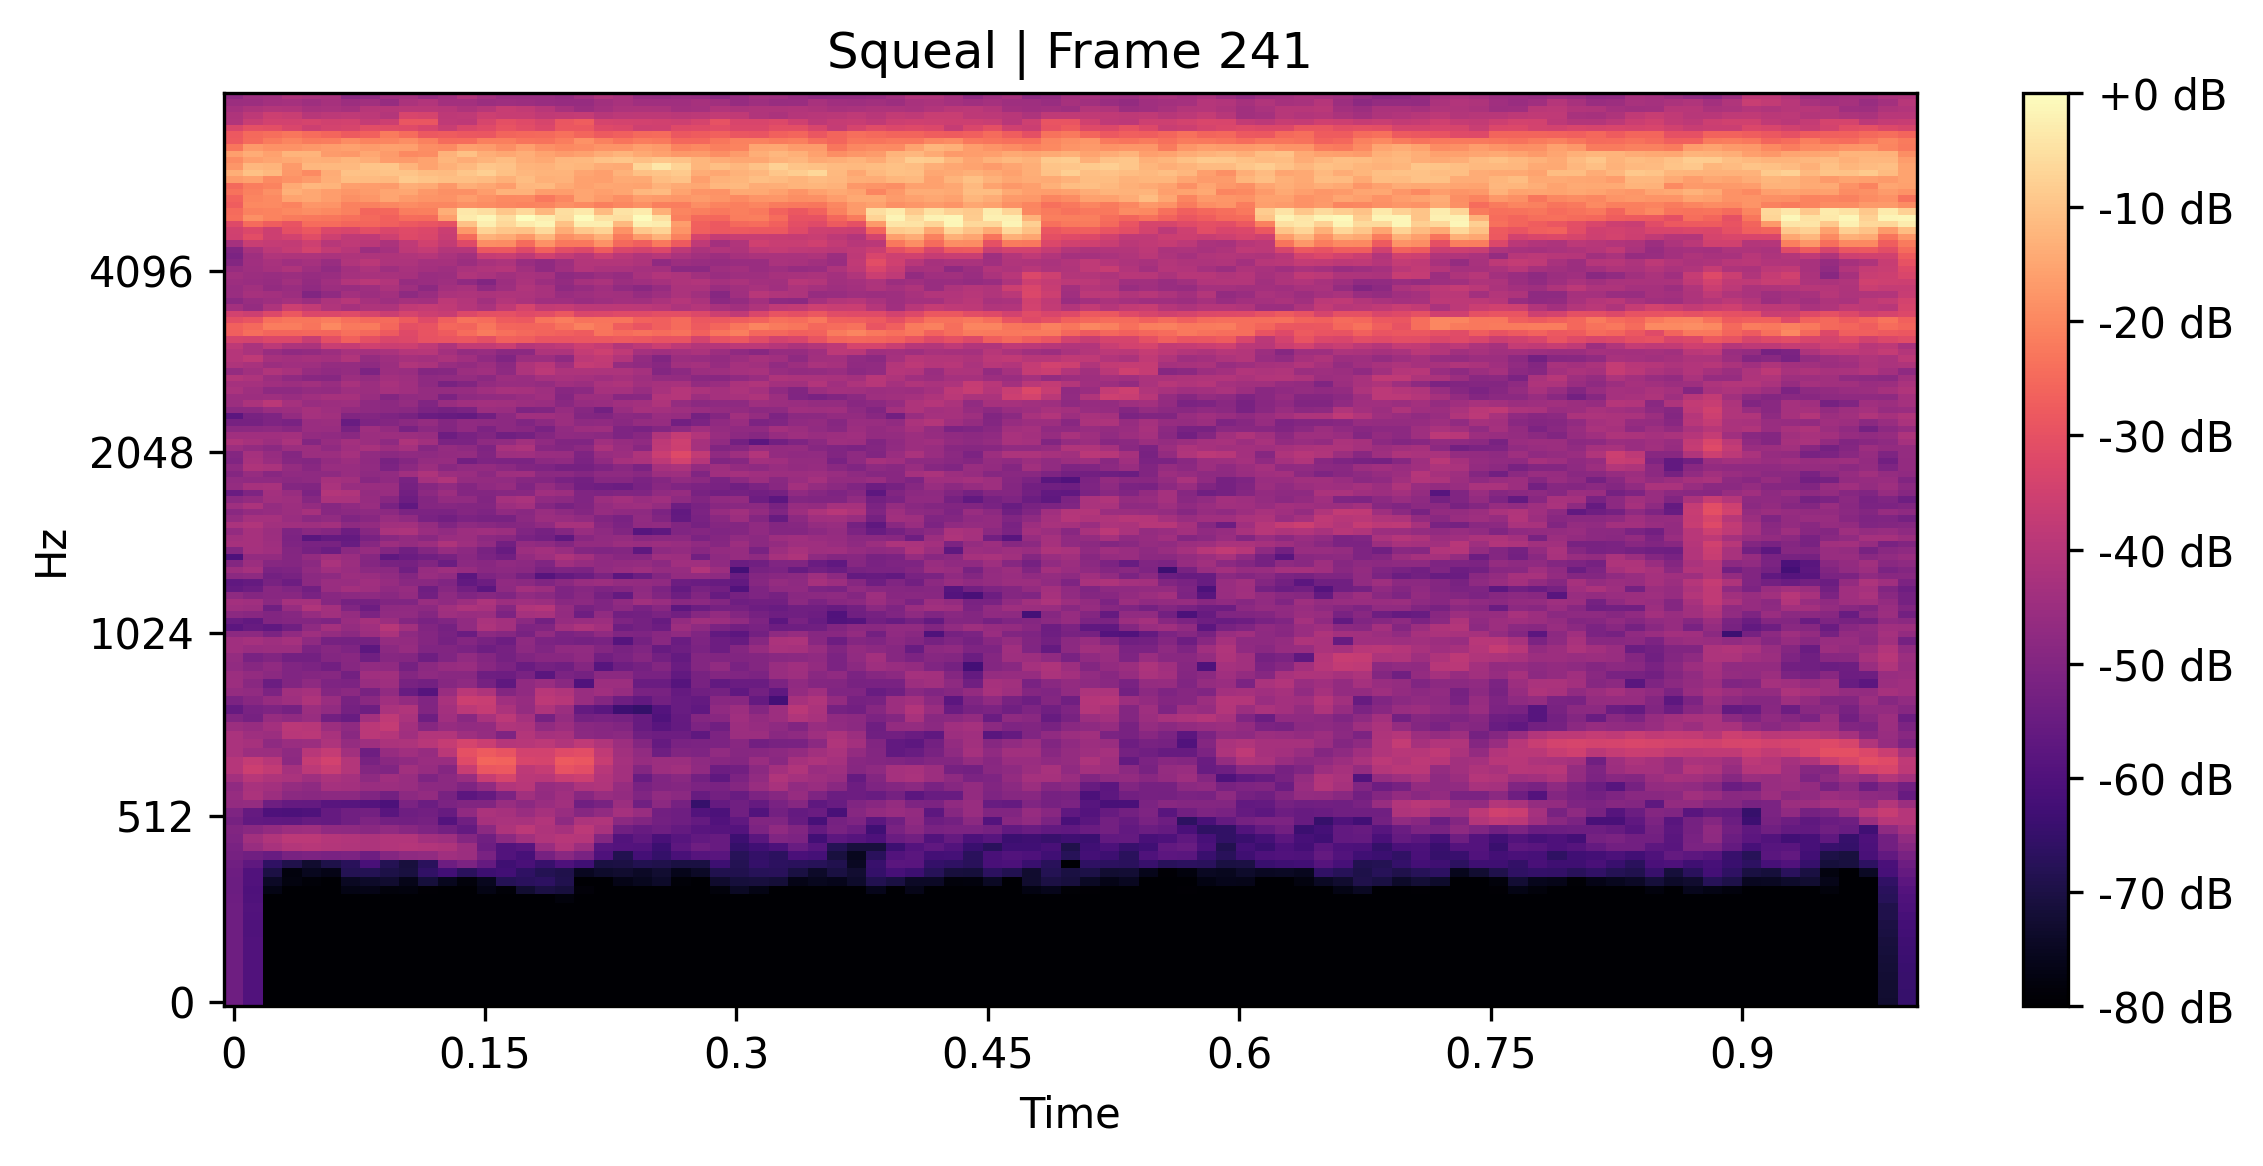 Squeal | Frame 241
+0 dB
-10 dB
-20 dB
-30 dB
-40 dB
-50 dB
-60 dB
-70 dB
-80 dB
Hz
4096
2048
1024
512
0
0 0.15 0.3 0.45 0.6 0.75 0.9
Time